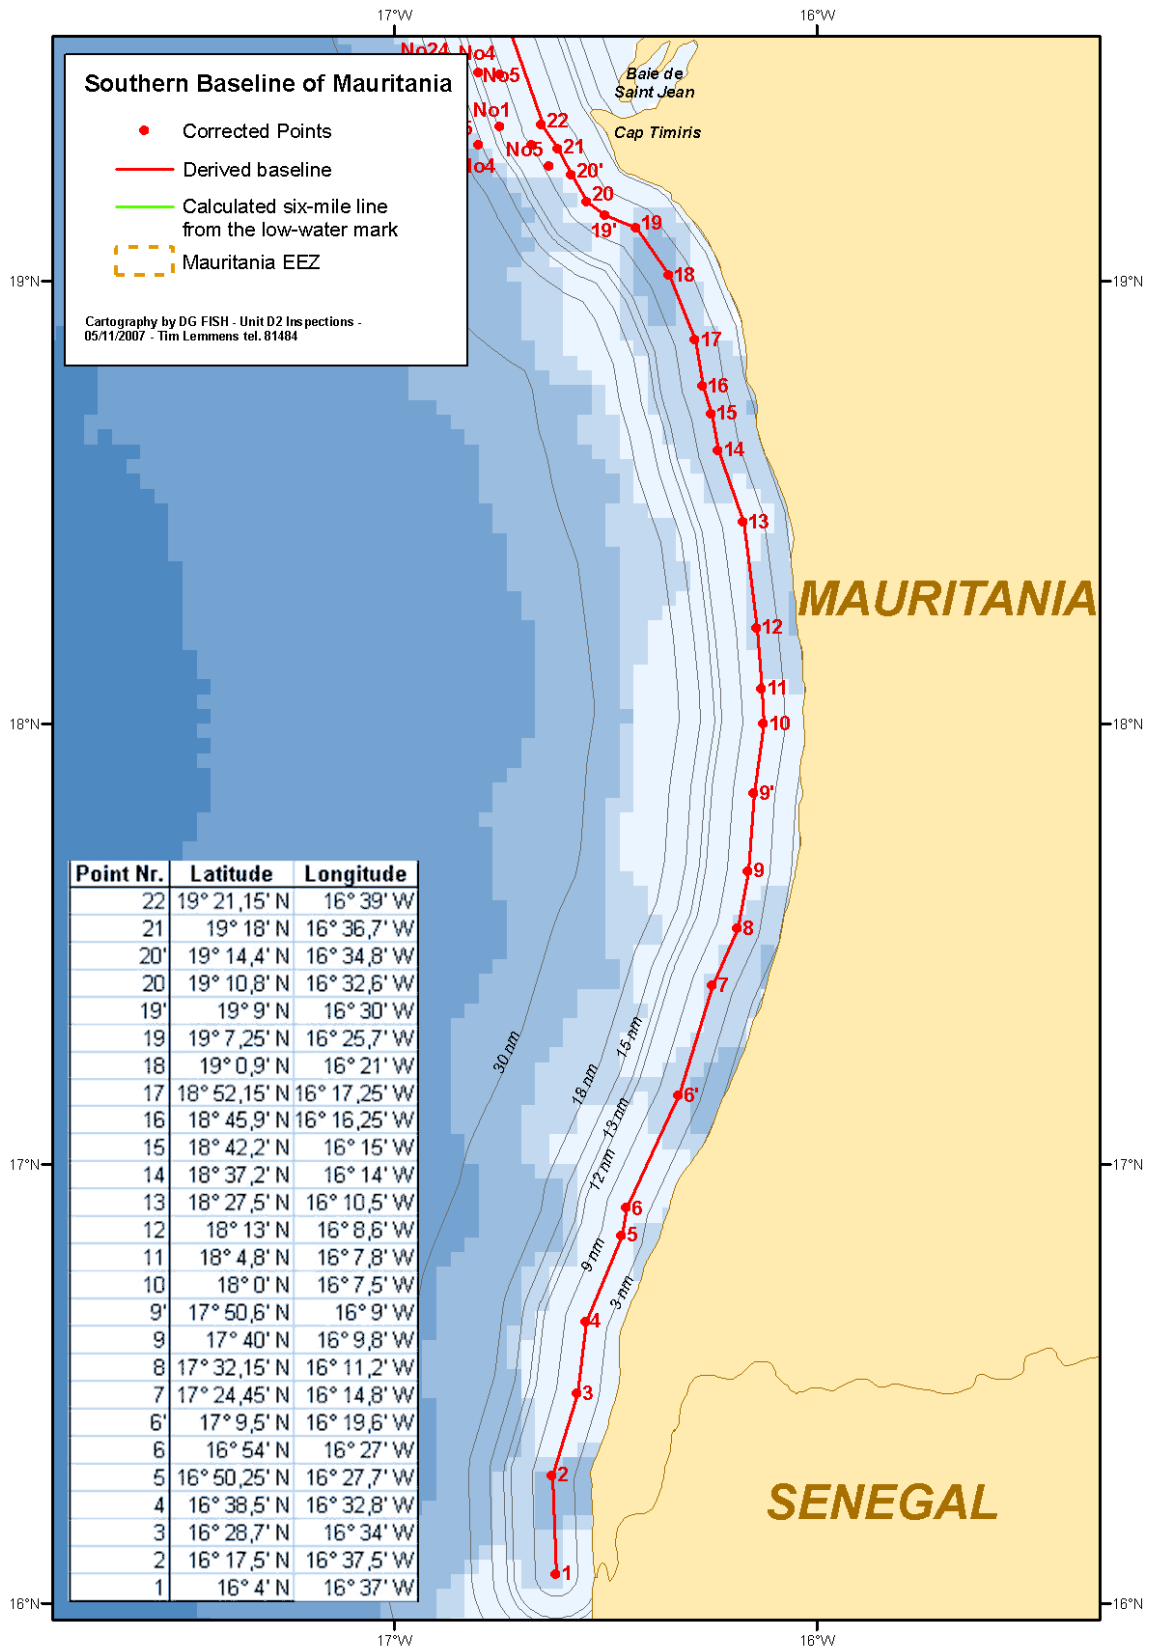 17°W
16°W
No24
No4
No5
No1
5
No5
No4
Southern Baseline of Mauritania
Corrected Points
Derived baseline
Calculated six-mile line
from the low-water mark
Mauritania EEZ
Cartography by DG FISH - Unit D2 Inspections -
05/11/2007 - Tim Lemmens tel. 81484
Baie de
Saint Jean
Cap Timiris
22
21
20'
20
19'
19
18
17
16
15
14
13
12
11
10
9'
9
8
7
6'
6
5
4
3
2
1
19°N
19°N
18°N
18°N
17°N
17°N
16°N
16°N
MAURITANIA
SENEGAL
30 nm
15 nm
18 nm
13 nm
12 nm
9 nm
3 nm
Point Nr. Latitude Longitude
22 19° 21,15' N 16° 39' W
21 19° 18' N 16° 36,7' W
20' 19° 14,4' N 16° 34,8' W
20 19° 10,8' N 16° 32,6' W
19' 19° 9' N 16° 30' W
19 19° 7,25' N 16° 25,7' W
18 19° 0,9' N 16° 21' W
17 18° 52,15' N 16° 17,25' W
16 18° 45,9' N 16° 16,25' W
15 18° 42,2' N 16° 15' W
14 18° 37,2' N 16° 14' W
13 18° 27,5' N 16° 10,5' W
12 18° 13' N 16° 8,6' W
11 18° 4,8' N 16° 7,8' W
10 18° 0' N 16° 7,5' W
9' 17° 50,6' N 16° 9' W
9 17° 40' N 16° 9,8' W
8 17° 32,15' N 16° 11,2' W
7 17° 24,45' N 16° 14,8' W
6' 17° 9,5' N 16° 19,6' W
6 16° 54' N 16° 27' W
5 16° 50,25' N 16° 27,7' W
4 16° 38,5' N 16° 32,8' W
3 16° 28,7' N 16° 34' W
2 16° 17,5' N 16° 37,5' W
1 16° 4' N 16° 37' W
17°W
16°W